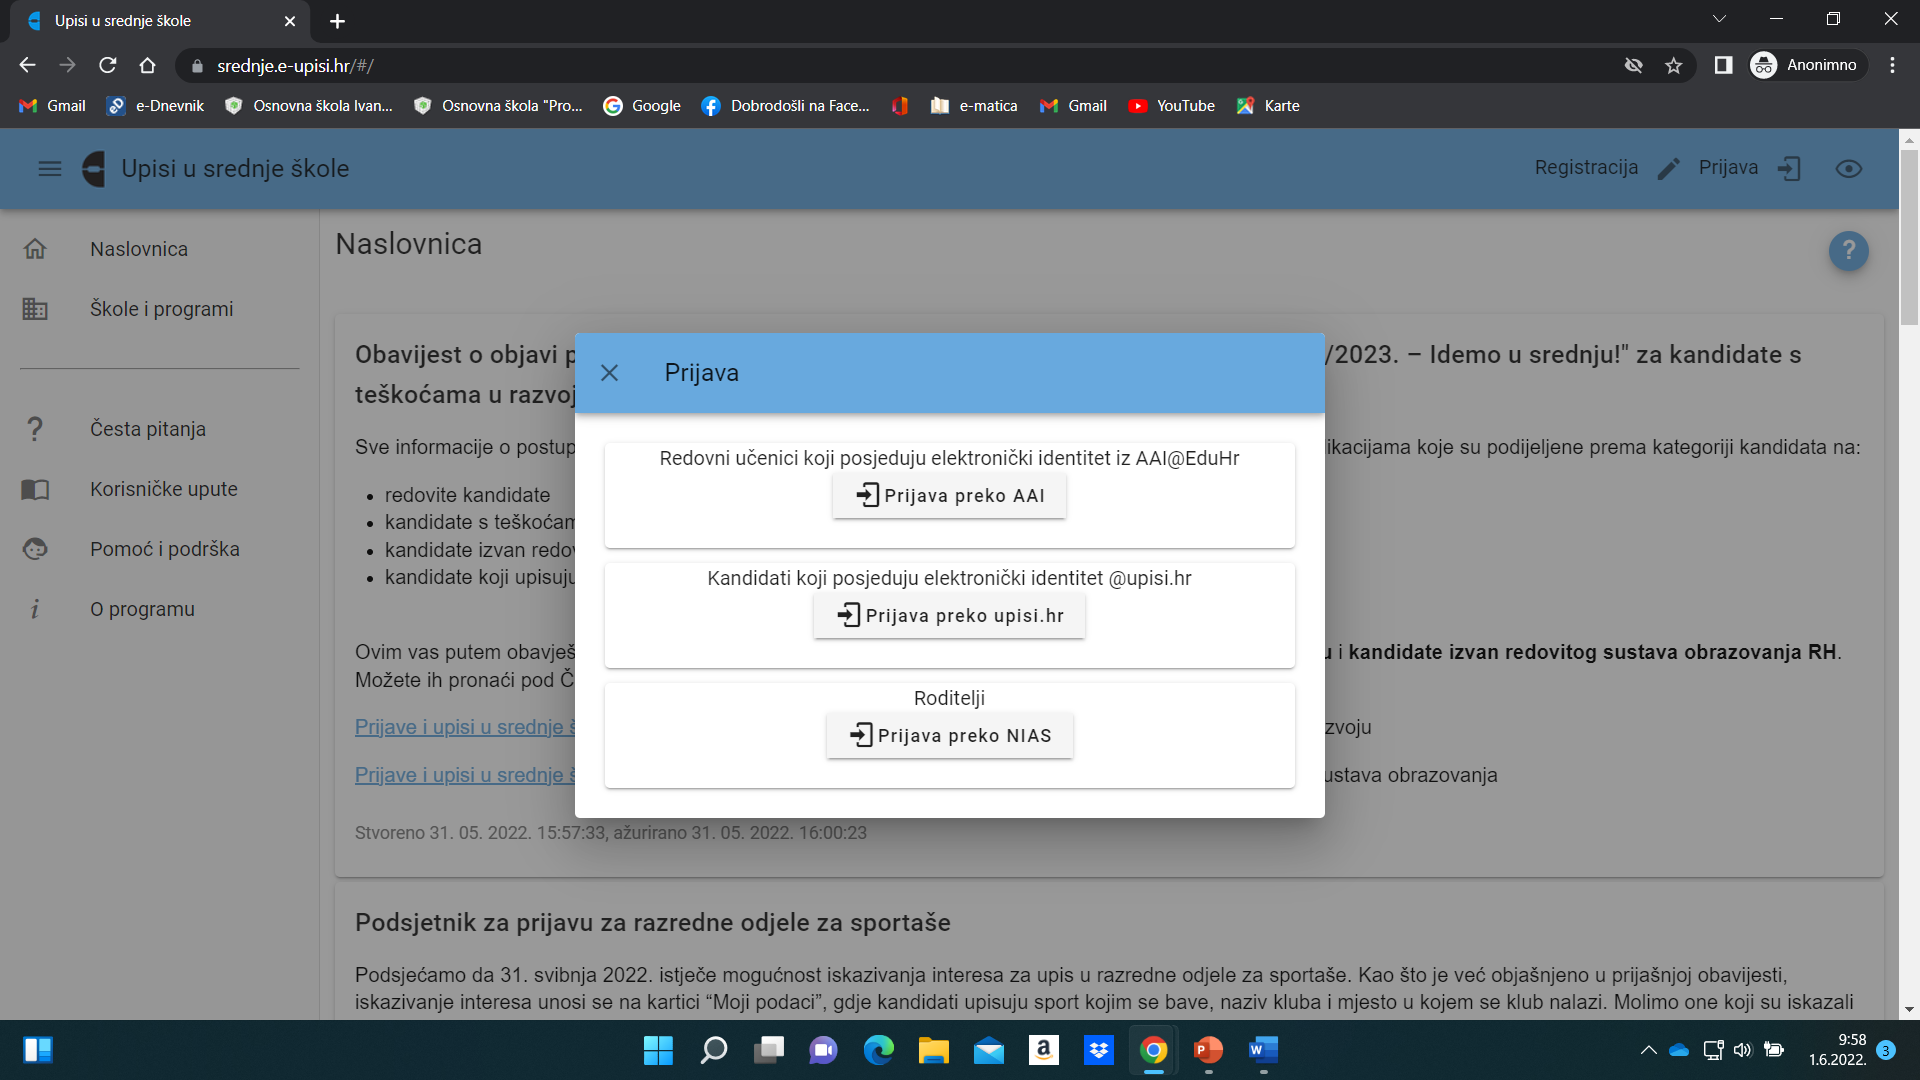 Upisi u srednje škole
srednje.e-upisi.hr/#/
Anonimno
Gmail
e-Dnevnik
Osnovna škola Ivan...
Osnovna škola "Pro...
Google
Dobrodošli na Face...
e-matica
Gmail
YouTube
Karte
Upisi u srednje škole
Registracija
Prijava
Naslovnica
Škole i programi
Česta pitanja
Korisničke upute
Pomoć i podrška
O programu
Naslovnica
?
Obavijest o objavi p
/2023. – Idemo u srednju!" za kandidate s
teškoćama u razvoj
Sve informacije o postup
ikacijama koje su podijeljene prema kategoriji kandidata na:
redovite kandidate
kandidate s teškoćam
kandidate izvan redov
kandidate koji upisuju
Ovim vas putem obavješ
u i kandidate izvan redovitog sustava obrazovanja RH.
Možete ih pronaći pod Č
Prijave i upisi u srednje š
zvoju
Prijave i upisi u srednje š
ustava obrazovanja
Stvoreno 31. 05. 2022. 15:57:33, ažurirano 31. 05. 2022. 16:00:23
Prijava
Redovni učenici koji posjeduju elektronički identitet iz AAI@EduHr
Prijava preko AAI
Kandidati koji posjeduju elektronički identitet @upisi.hr
Prijava preko upisi.hr
Roditelji
Prijava preko NIAS
Podsjetnik za prijavu za razredne odjele za sportaše
Podsjećamo da 31. svibnja 2022. istječe mogućnost iskazivanja interesa za upis u razredne odjele za sportaše. Kao što je već objašnjeno u prijašnjoj obavijesti,
iskazivanje interesa unosi se na kartici “Moji podaci”, gdje kandidati upisuju sport kojim se bave, naziv kluba i mjesto u kojem se klub nalazi. Molimo one koji su iskazali
9:58
1.6.2022.
3